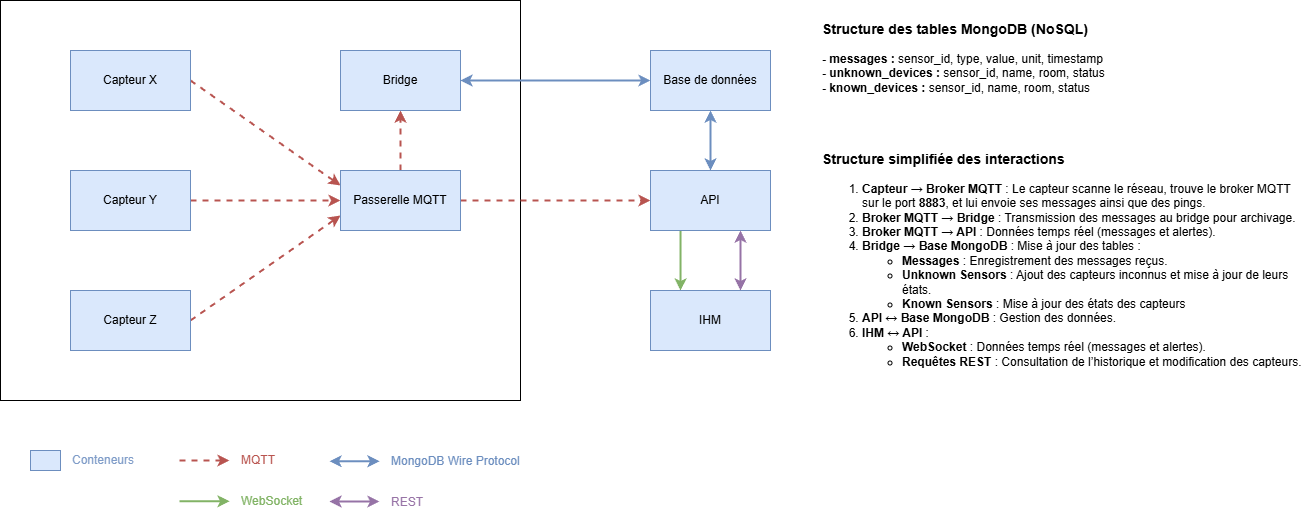 Capteur X
Bridge
Base de données
Capteur Y
Passerelle MQTT
API
Capteur Z
IHM
Conteneurs
MQTT
MongoDB Wire Protocol
WebSocket
REST
Structure des tables MongoDB (NoSQL)
- messages : sensor_id, type, value, unit, timestamp
- unknown_devices : sensor_id, name, room, status
- known_devices : sensor_id, name, room, status
Structure simplifiée des interactions
1. Capteur → Broker MQTT : Le capteur scanne le réseau, trouve le broker MQTT
sur le port 8883, et lui envoie ses messages ainsi que des pings.
2. Broker MQTT → Bridge : Transmission des messages au bridge pour archivage.
3. Broker MQTT → API : Données temps réel (messages et alertes).
4. Bridge → Base MongoDB : Mise à jour des tables :
○ Messages : Enregistrement des messages reçus.
○ Unknown Sensors : Ajout des capteurs inconnus et mise à jour de leurs
états.
○ Known Sensors : Mise à jour des états des capteurs
5. API ↔ Base MongoDB : Gestion des données.
6. IHM ↔ API :
○ WebSocket : Données temps réel (messages et alertes).
○ Requêtes REST : Consultation de l'historique et modification des capteurs.